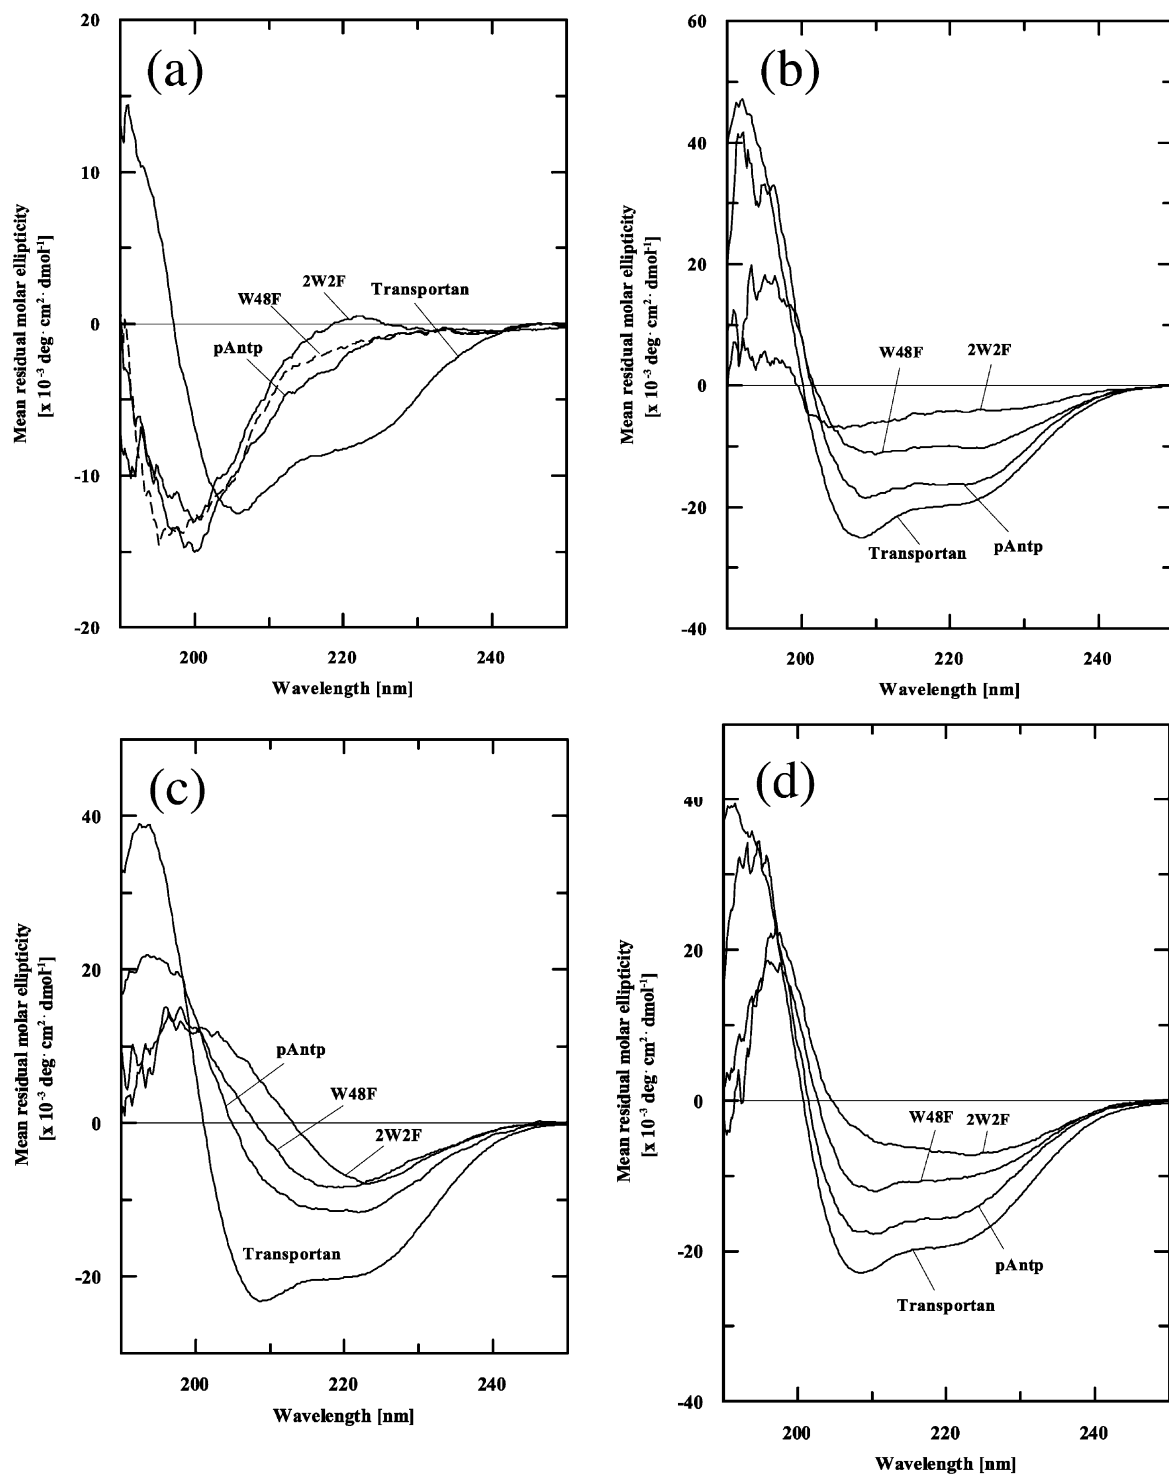 (a)
20
10
0
-10
-20
Mean residual molar ellipticity
[x 10⁻³ deg· cm²· dmol⁻¹]
2W2F
W48F
Transportan
pAntp
200
220
240
Wavelength [nm]
(b)
60
40
20
0
-20
-40
Mean residual molar ellipticity
[x 10⁻³ deg· cm²· dmol⁻¹]
W48F
2W2F
Transportan
pAntp
200
220
240
Wavelength [nm]
(c)
40
20
0
-20
Mean residual molar ellipticity
[x 10⁻³ deg· cm²· dmol⁻¹]
pAntp
W48F
2W2F
Transportan
200
220
240
Wavelength [nm]
(d)
40
20
0
-20
-40
Mean residual molar ellipticity
[x 10⁻³ deg· cm²· dmol⁻¹]
W48F
2W2F
pAntp
Transportan
200
220
240
Wavelength [nm]